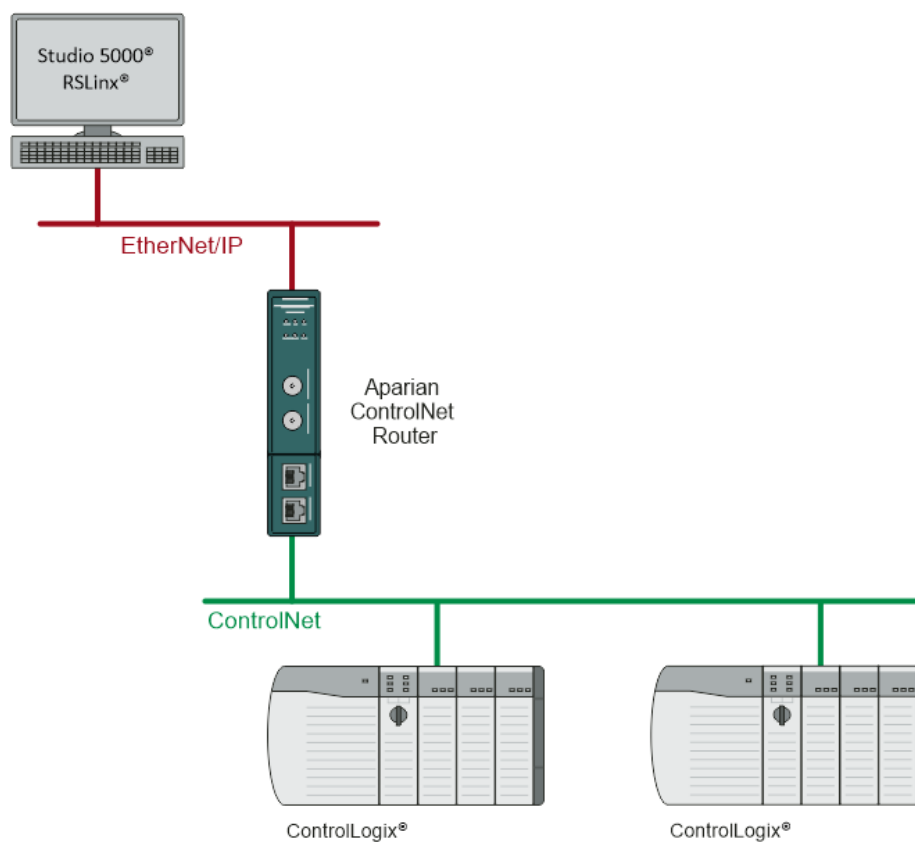 Studio 5000®
RSLinx®
EtherNet/IP
Aparian
ControlNet
Router
ControlNet
ControlLogix®
ControlLogix®